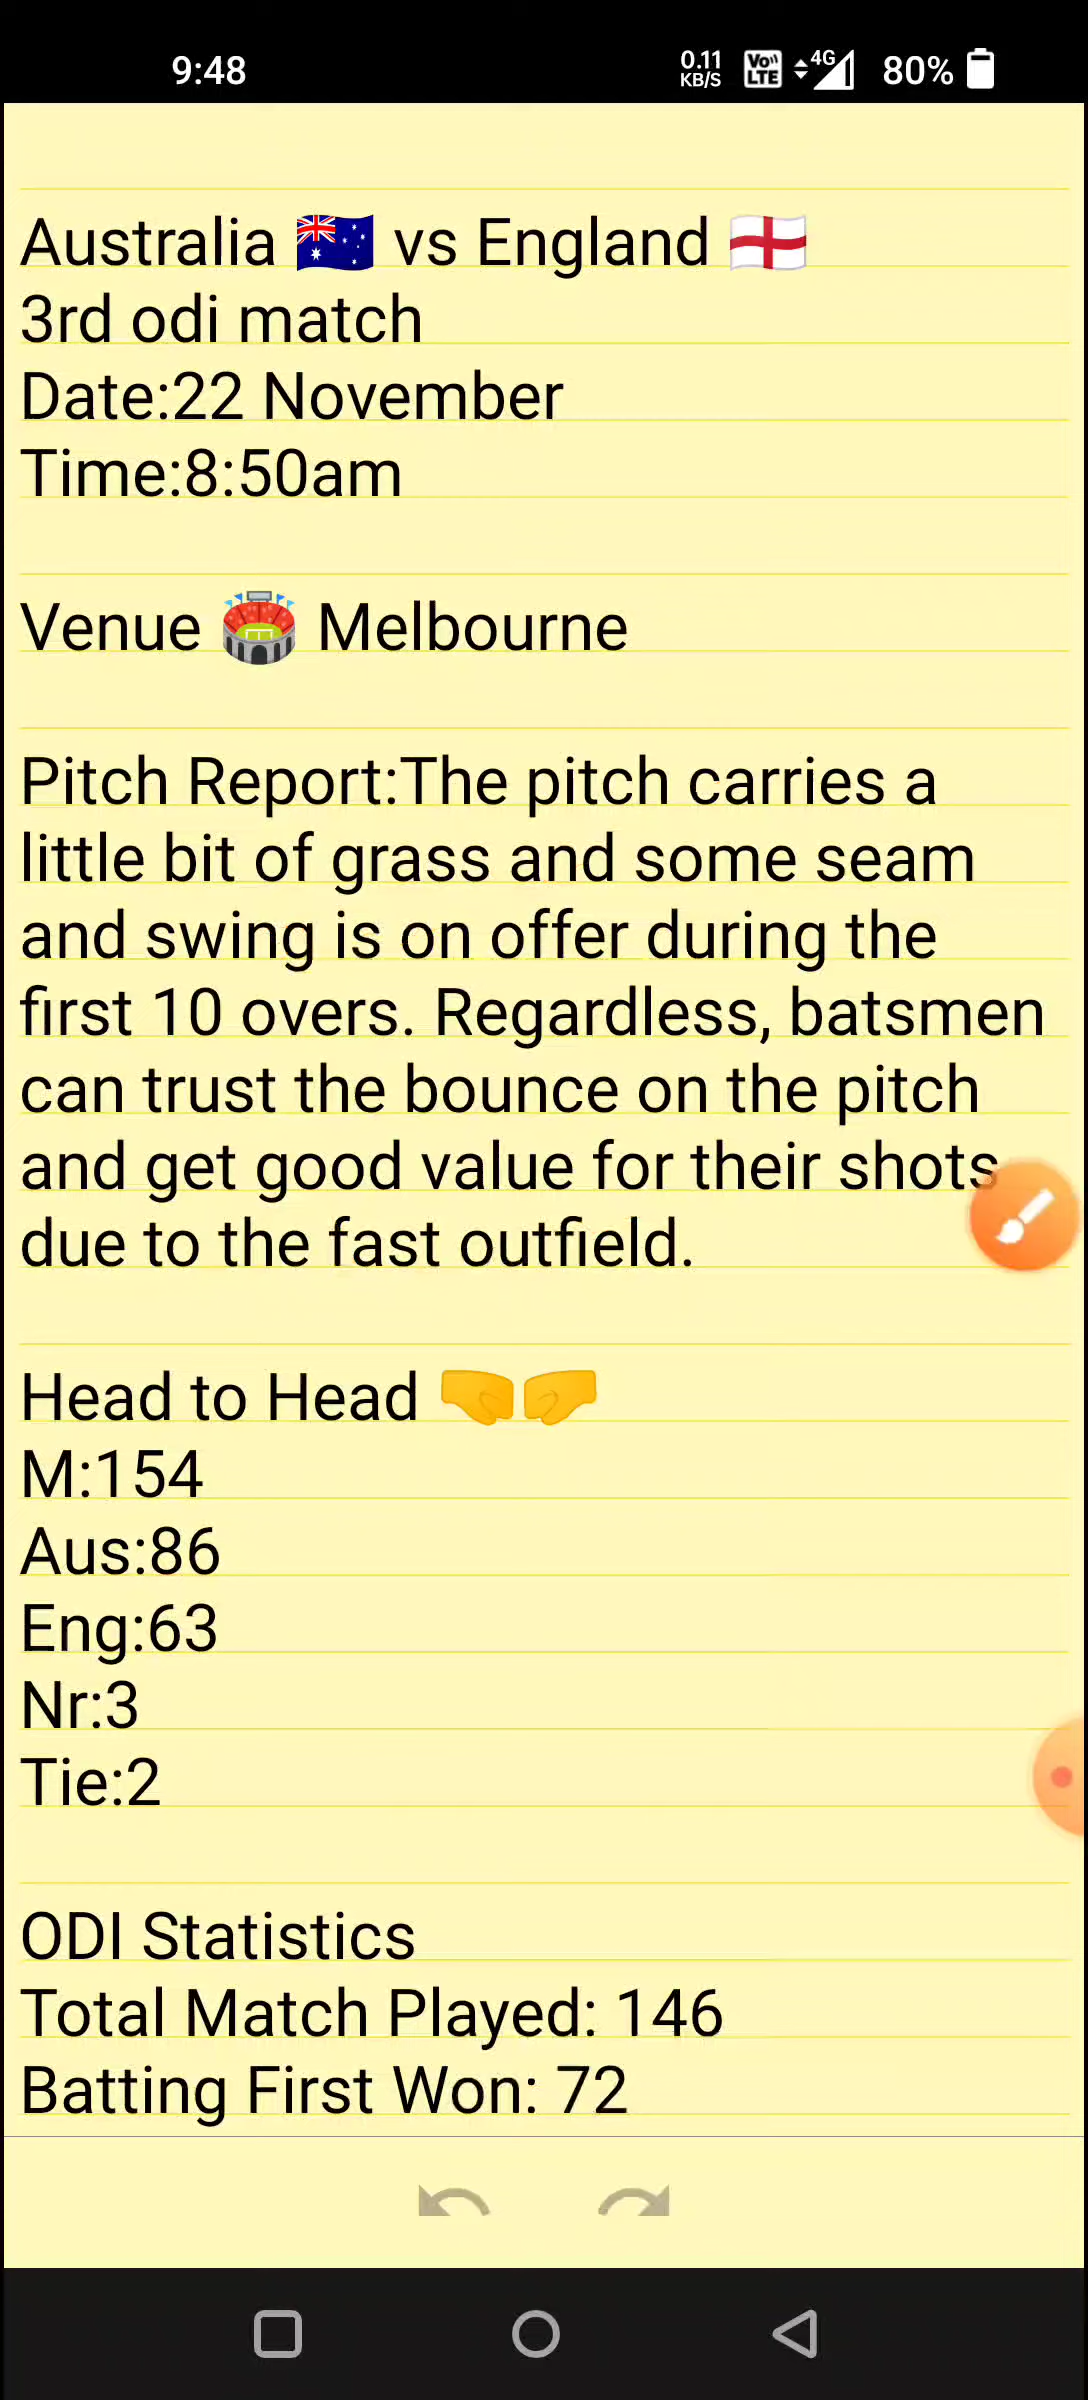 9:48
0.11 KB/S Vo LTE 4G 80%
Australia 🇦🇺 vs England 🏴󠁧󠁢󠁥󠁮󠁧󠁿
3rd odi match
Date:22 November
Time:8:50am
Venue 🏟️ Melbourne
Pitch Report:The pitch carries a
little bit of grass and some seam
and swing is on offer during the
first 10 overs. Regardless, batsmen
can trust the bounce on the pitch
and get good value for their shots
due to the fast outfield.
Head to Head 🤜🤛
M:154
Aus:86
Eng:63
Nr:3
Tie:2
ODI Statistics
Total Match Played: 146
Batting First Won: 72